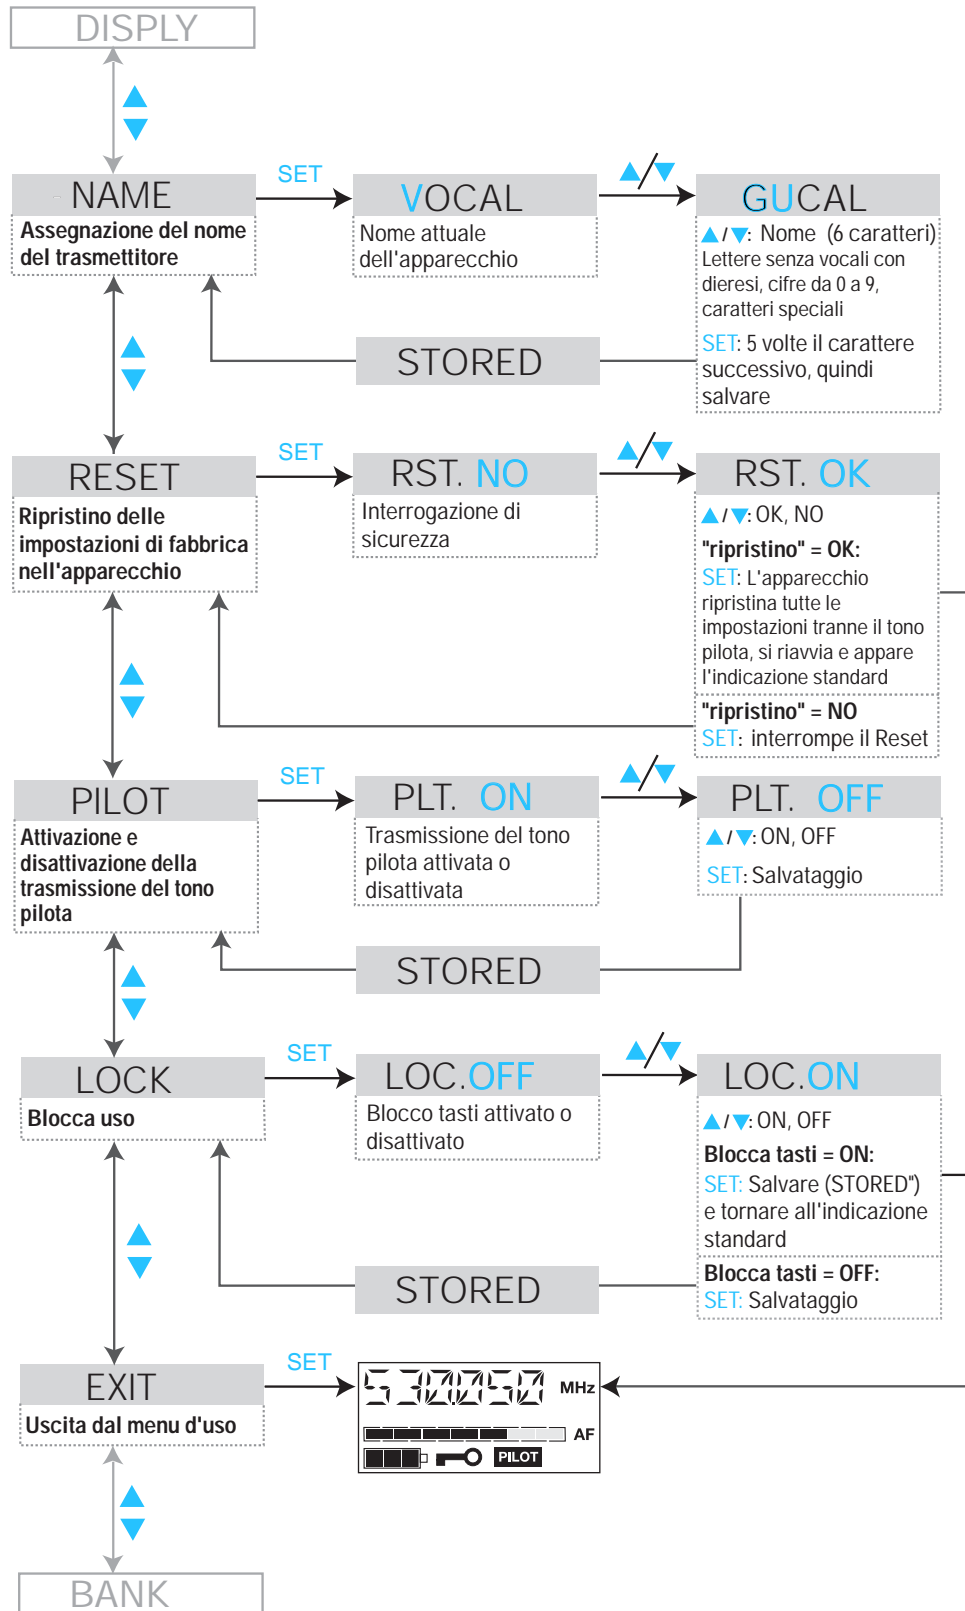 DISPLY
NAME
SET
VOCAL
GUCAL
Assegnazione del nome
del trasmettitore
Nome attuale
dell'apparecchio
▲/▼: Nome (6 caratteri)
Lettere senza vocali con
dieresi, cifre da 0 a 9,
caratteri speciali
SET: 5 volte il carattere
successivo, quindi
salvare
STORED
RESET
SET
RST. NO
RST. OK
Ripristino delle
impostazioni di fabbrica
nell'apparecchio
Interrogazione di
sicurezza
▲/▼: OK, NO
"ripristino" = OK:
SET: L'apparecchio
ripristina tutte le
impostazioni tranne il tono
pilota, si riavvia e appare
l'indicazione standard
"ripristino" = NO
SET: interrompe il Reset
PILOT
SET
PLT. ON
PLT. OFF
Attivazione e
disattivazione della
trasmissione del tono
pilota
Trasmissione del tono
pilota attivata o
disattivata
▲/▼: ON, OFF
SET: Salvataggio
STORED
LOCK
SET
LOC.OFF
LOC.ON
Blocca uso
Blocco tasti attivato o
disattivato
▲/▼: ON, OFF
Blocca tasti = ON:
SET: Salvare (STORED")
e tornare all'indicazione
standard
Blocca tasti = OFF:
SET: Salvataggio
STORED
EXIT
SET
Uscita dal menu d'uso
530.050 MHz
AF
PILOT
BANK